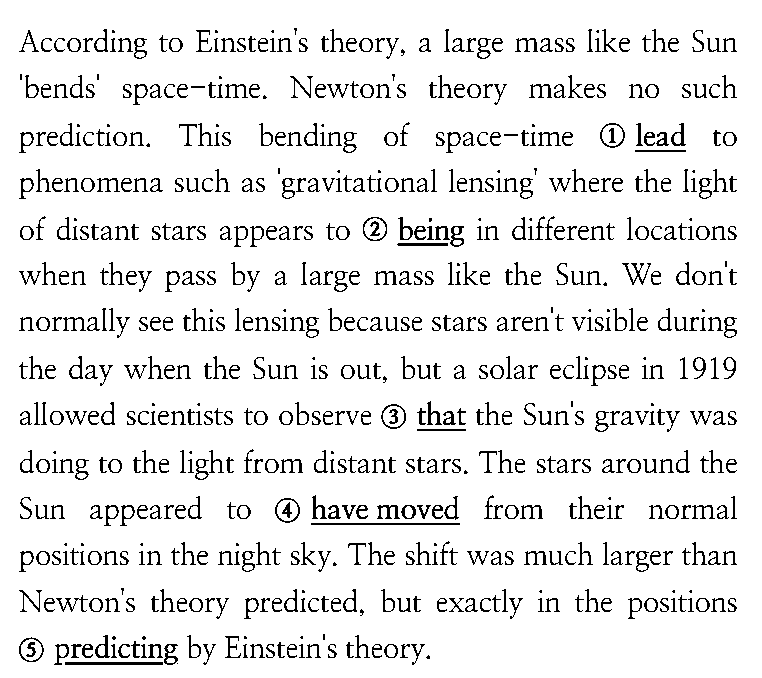 According to Einstein's theory, a large mass like the Sun
'bends' space-time. Newton's theory makes no such
prediction. This bending of space-time ① lead to
phenomena such as 'gravitational lensing' where the light
of distant stars appears to ② being in different locations
when they pass by a large mass like the Sun. We don't
normally see this lensing because stars aren't visible during
the day when the Sun is out, but a solar eclipse in 1919
allowed scientists to observe ③ that the Sun's gravity was
doing to the light from distant stars. The stars around the
Sun appeared to ④ have moved from their normal
positions in the night sky. The shift was much larger than
Newton's theory predicted, but exactly in the positions
⑤ predicting by Einstein's theory.